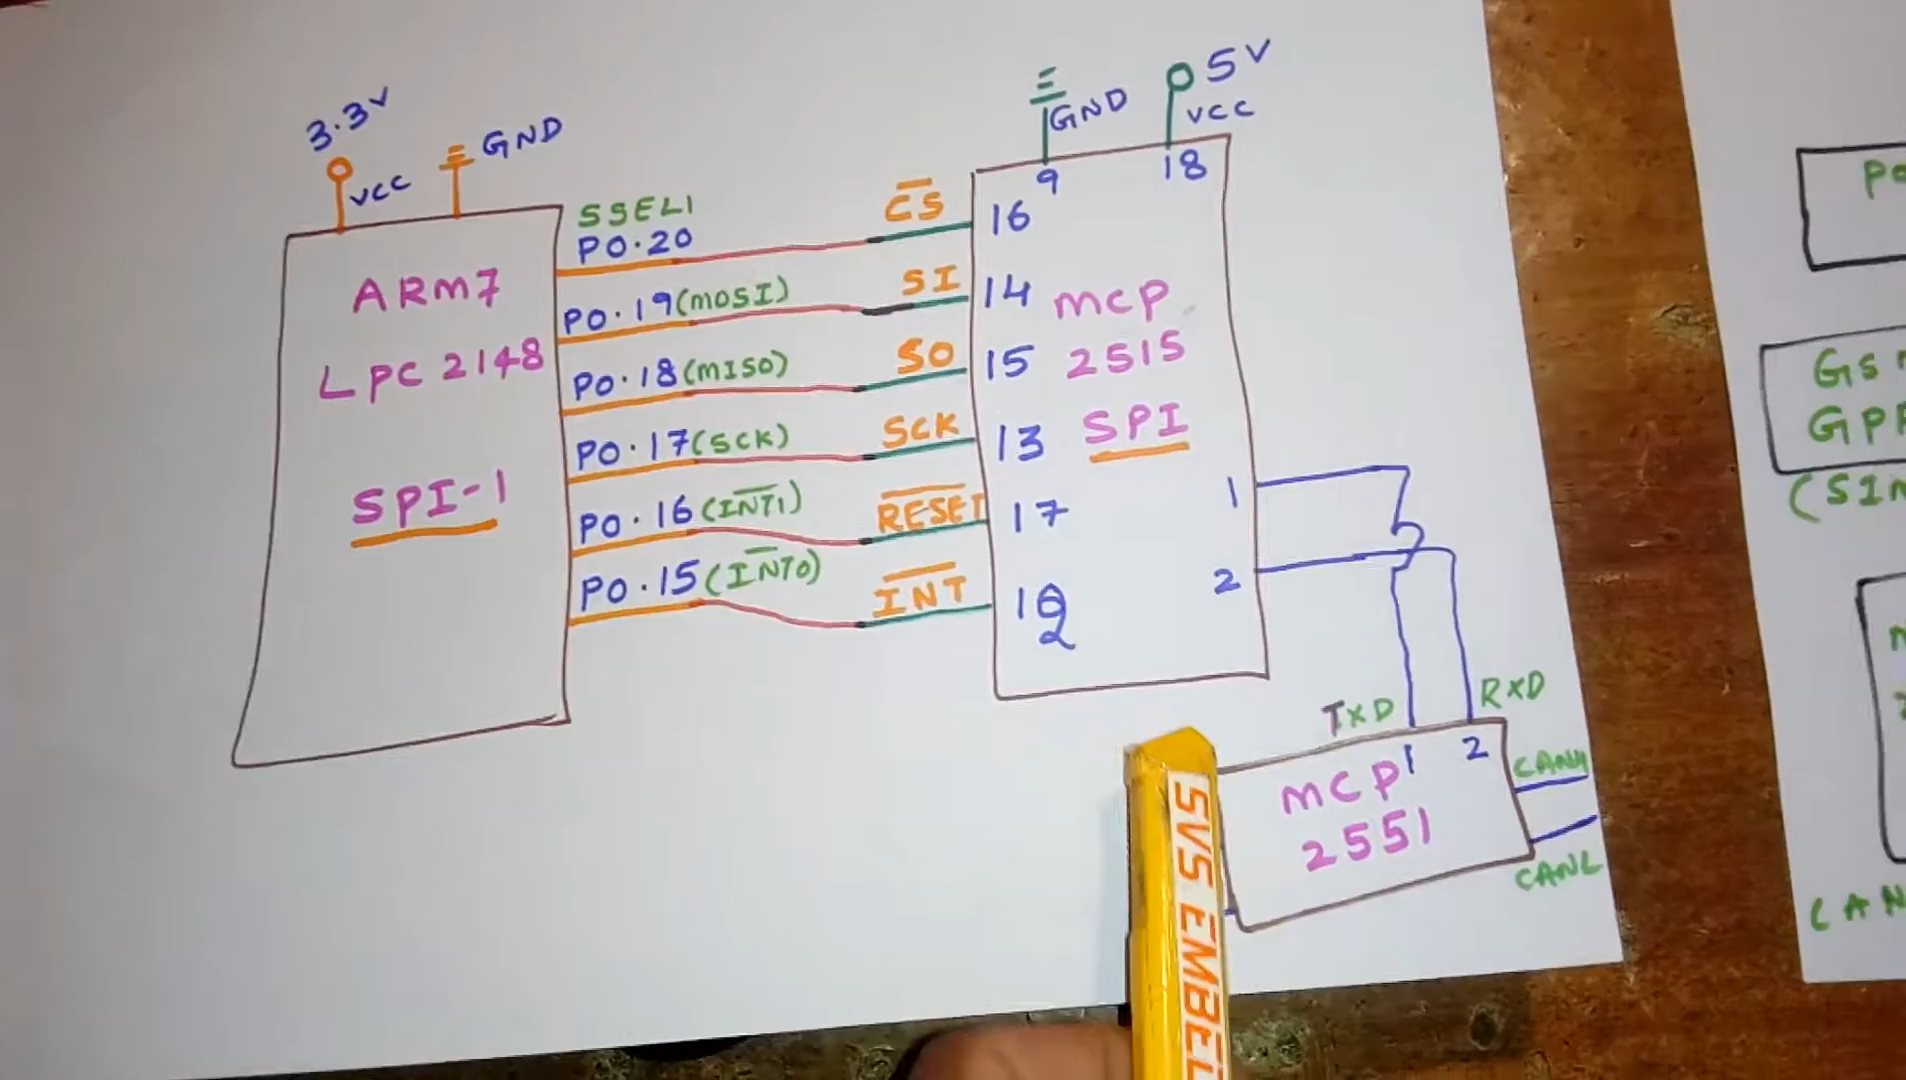 3.3V
VCC
GND
ARM7
LPC 2148
SPI-1
SSEL1
P0.20
P0.19(MOSI)
P0.18(MISO)
P0.17(SCK)
P0.16(INT1)
P0.15(INT0)
CS
SI
SO
SCK
RESET
INT
GND
5V
VCC
9
18
16
14
15
13
17
12
MCP
2515
SPI
1
2
TXD
RXD
1
2
MCP
2551
CANH
CANL
SVS EMBED
GPR
CAN